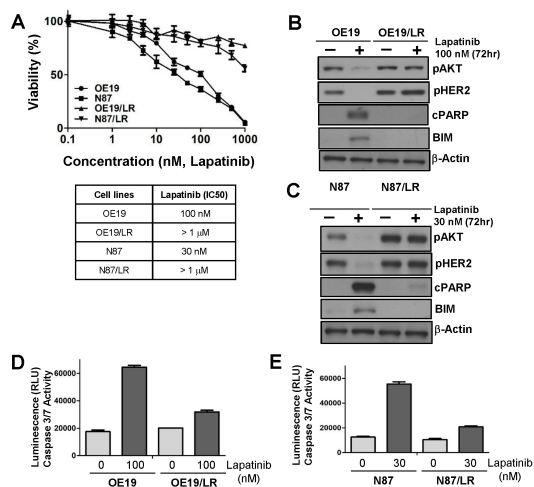 A
Viability (%)
100
50
0
0.1
1
10
100
1000
OE19
N87
OE19/LR
N87/LR
Concentration (nM, Lapatinib)
Cell lines Lapatinib (IC50)
OE19 100 nM
OE19/LR > 1 μM
N87 30 nM
N87/LR > 1 μM
B
OE19 OE19/LR
Lapatinib
100 nM (72hr)
− + − +
pAKT
pHER2
cPARP
BIM
β-Actin
C
N87 N87/LR
Lapatinib
30 nM (72hr)
− + − +
pAKT
pHER2
cPARP
BIM
β-Actin
D
Luminescence (RLU)
Caspase 3/7 Activity
60000
40000
20000
0
0 100 0 100 Lapatinib
(nM)
OE19 OE19/LR
E
Luminescence (RLU)
Caspase 3/7 Activity
60000
40000
20000
0
0 30 0 30 Lapatinib
(nM)
N87 N87/LR